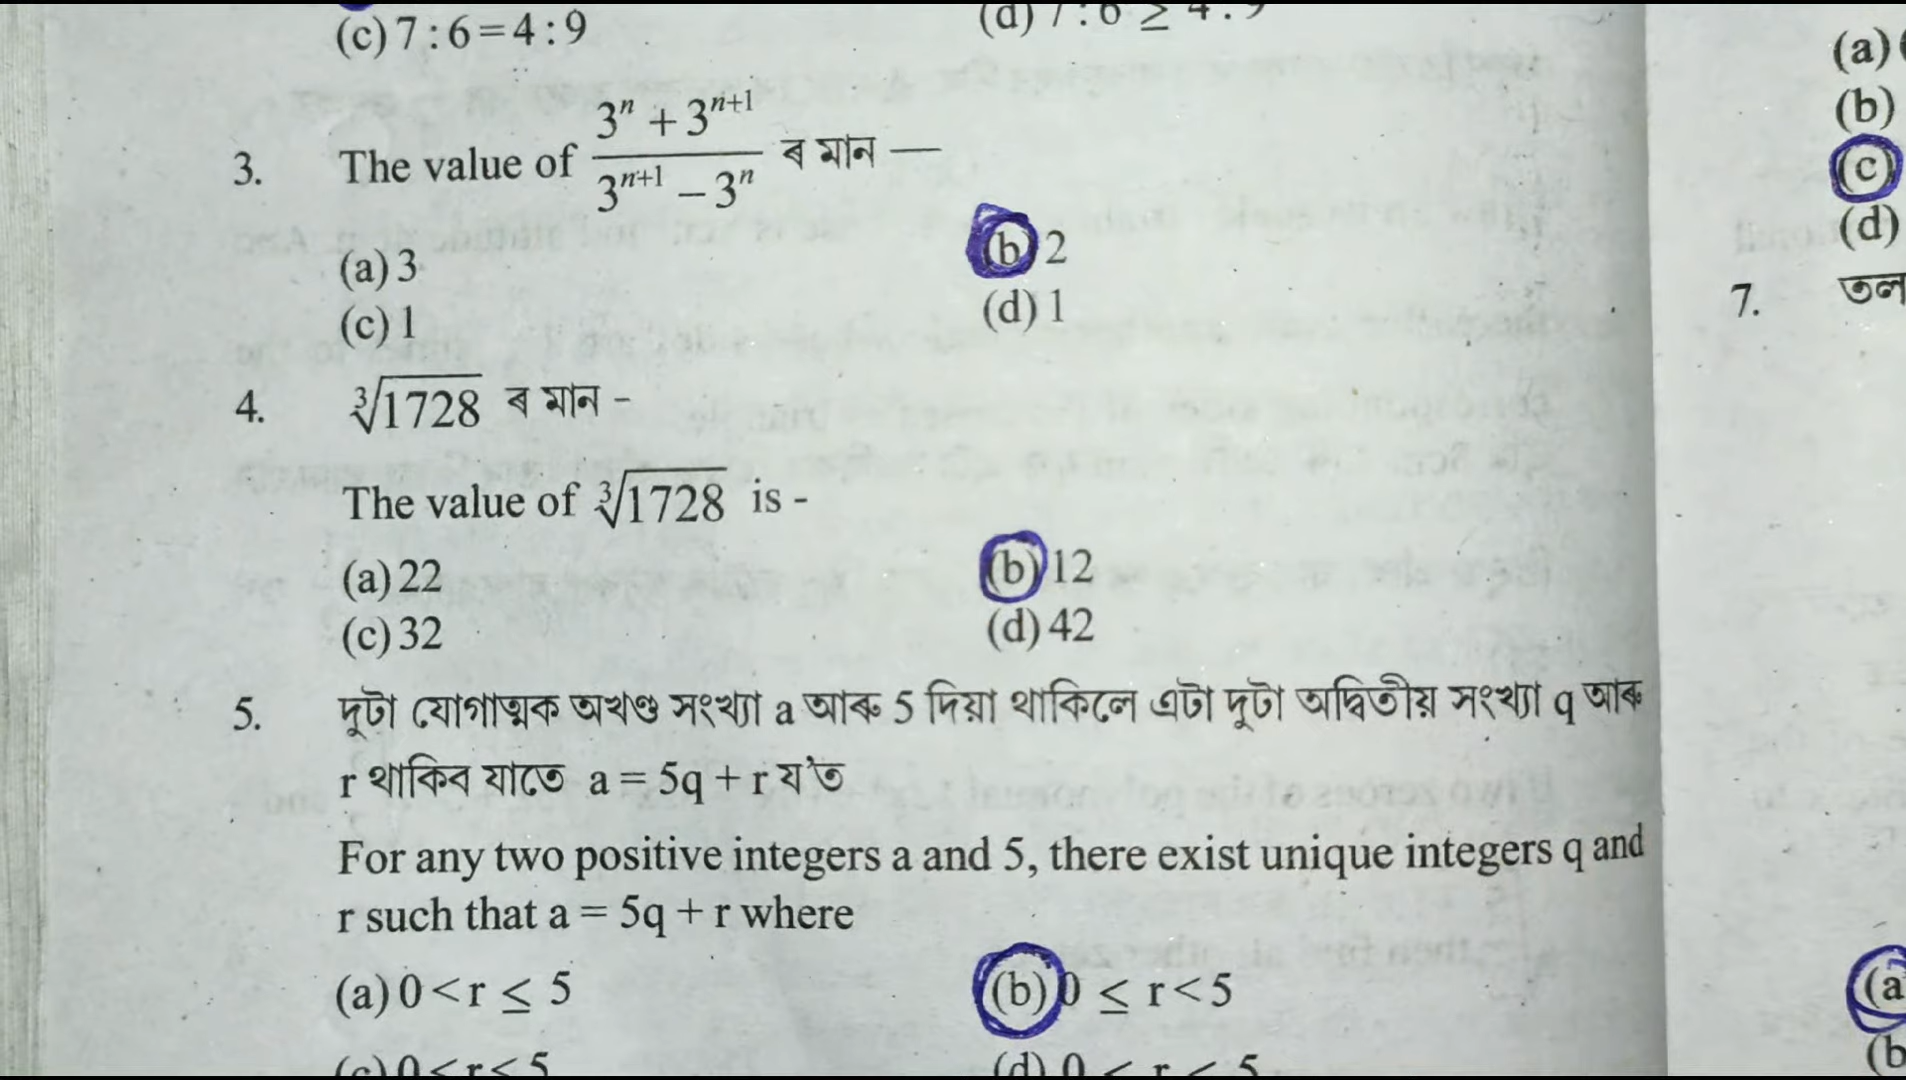 (c) 7 : 6 = 4 : 9
3. The value of \frac{3^n + 3^{n+1}}{3^{n+1} - 3^n} ৰ মান —
(a) 3 (b) 2
(c) 1 (d) 1
4. ∛1728 ৰ মান -
The value of ∛1728 is -
(a) 22 (b) 12
(c) 32 (d) 42
5. দুটা যোগাত্মক অখণ্ড সংখ্যা a আৰু 5 দিয়া থাকিলে এটা দুটা অদ্বিতীয় সংখ্যা q আৰু
r থাকিব যাতে a = 5q + r য'ত
For any two positive integers a and 5, there exist unique integers q and
r such that a = 5q + r where
(a) 0 < r ≤ 5 (b) 0 ≤ r < 5
(a)
(b)
(c)
(d)
7. তল
(a
(b